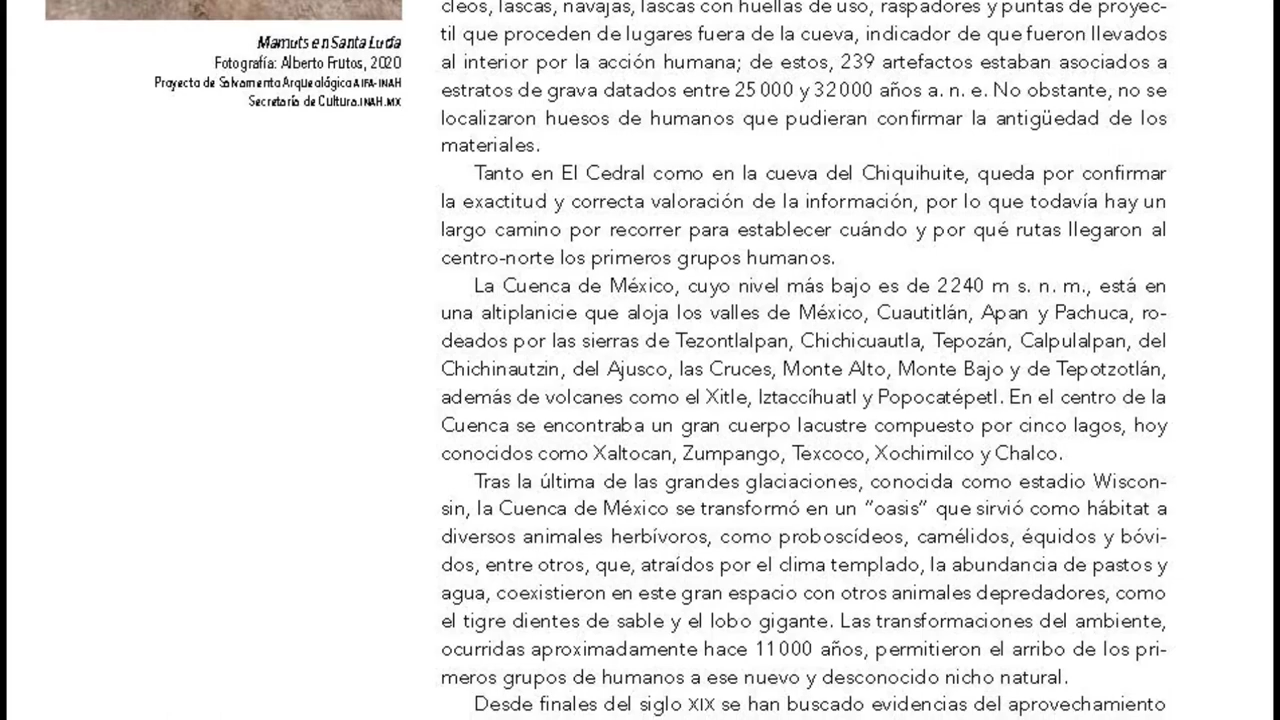 Mamuts en Santa Lucía
Fotografía: Alberto Frutos, 2020
Proyecto de Salvamento Arqueológico AIFA-INAH
Secretaría de Cultura.INAH.MX
cleos, lascas, navajas, lascas con huellas de uso, raspadores y puntas de proyec-
til que proceden de lugares fuera de la cueva, indicador de que fueron llevados
al interior por la acción humana; de estos, 239 artefactos estaban asociados a
estratos de grava datados entre 25 000 y 32 000 años a. n. e. No obstante, no se
localizaron huesos de humanos que pudieran confirmar la antigüedad de los
materiales.
Tanto en El Cedral como en la cueva del Chiquihuite, queda por confirmar
la exactitud y correcta valoración de la información, por lo que todavía hay un
largo camino por recorrer para establecer cuándo y por qué rutas llegaron al
centro-norte los primeros grupos humanos.
La Cuenca de México, cuyo nivel más bajo es de 2 240 m s. n. m., está en
una altiplanicie que aloja los valles de México, Cuautitlán, Apan y Pachuca, ro-
deados por las sierras de Tezontlalpan, Chichicuautla, Tepozán, Calpulalpan, del
Chichinautzin, del Ajusco, las Cruces, Monte Alto, Monte Bajo y de Tepotzotlán,
además de volcanes como el Xitle, Iztaccíhuatl y Popocatépetl. En el centro de la
Cuenca se encontraba un gran cuerpo lacustre compuesto por cinco lagos, hoy
conocidos como Xaltocan, Zumpango, Texcoco, Xochimilco y Chalco.
Tras la última de las grandes glaciaciones, conocida como estadio Wiscon-
sin, la Cuenca de México se transformó en un “oasis” que sirvió como hábitat a
diversos animales herbívoros, como proboscídeos, camélidos, équidos y bóvi-
dos, entre otros, que, atraídos por el clima templado, la abundancia de pastos y
agua, coexistieron en este gran espacio con otros animales depredadores, como
el tigre dientes de sable y el lobo gigante. Las transformaciones del ambiente,
ocurridas aproximadamente hace 11 000 años, permitieron el arribo de los pri-
meros grupos de humanos a ese nuevo y desconocido nicho natural.
Desde finales del siglo XIX se han buscado evidencias del aprovechamiento